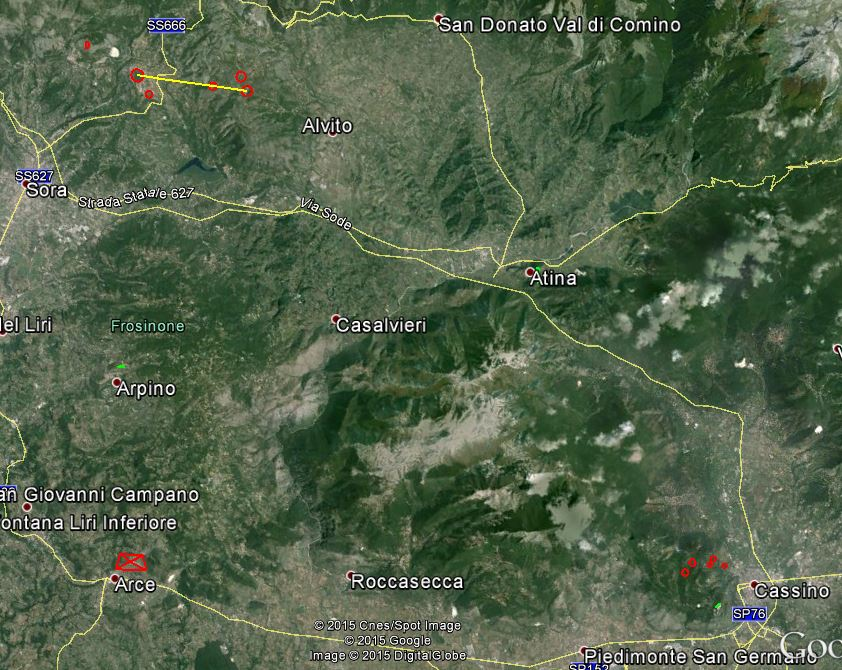 SS666
San Donato Val di Comino
Alvito
SS627
Sora
Strada Statale 627
Via Sode
Atina
del Liri
Frosinone
Casalvieri
Arpino
an Giovanni Campano
ontana Liri Inferiore
Arce
Roccasecca
Cassino
SP76
© 2015 Cnes/Spot Image
© 2015 Google
Image © 2015 DigitalGlobe
Piedimonte San Germano
Goo
SP152